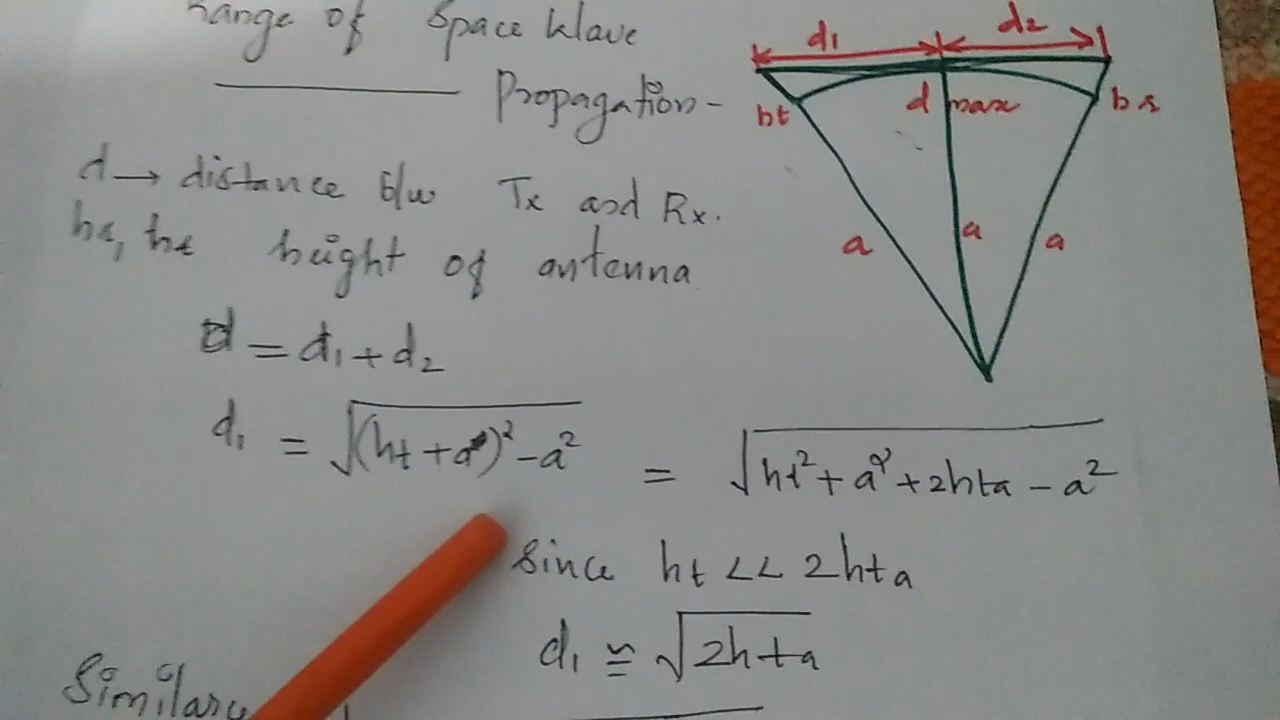 Range of Space Wave
Propagation-
d → distance b/w Tx and Rx.
hr, ht height of antenna
d = d1 + d2
d1 = √(ht + a)² - a² = √ht² + a² + 2hta - a²
Since ht << 2hta
d1 ≅ √2hta
Similary
d1 d2
ht d max hr
a a a